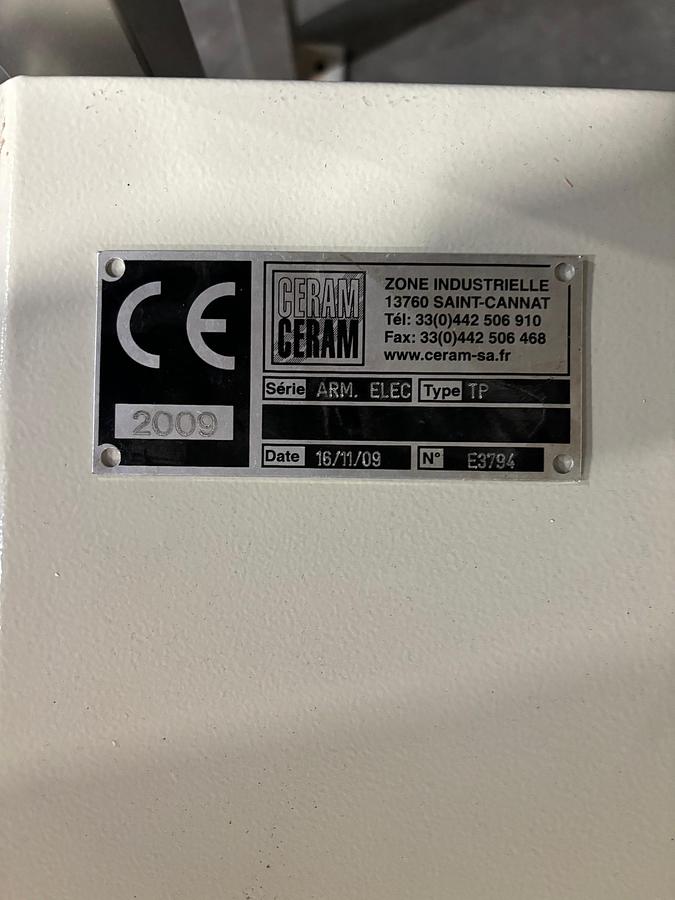 CE
2009
CERAM
CERAM
ZONE INDUSTRIELLE
13760 SAINT-CANNAT
Tél: 33(0)442 506 910
Fax: 33(0)442 506 468
www.ceram-sa.fr
Série ARM. ELEC Type TP
Date 16/11/09 N° E3794